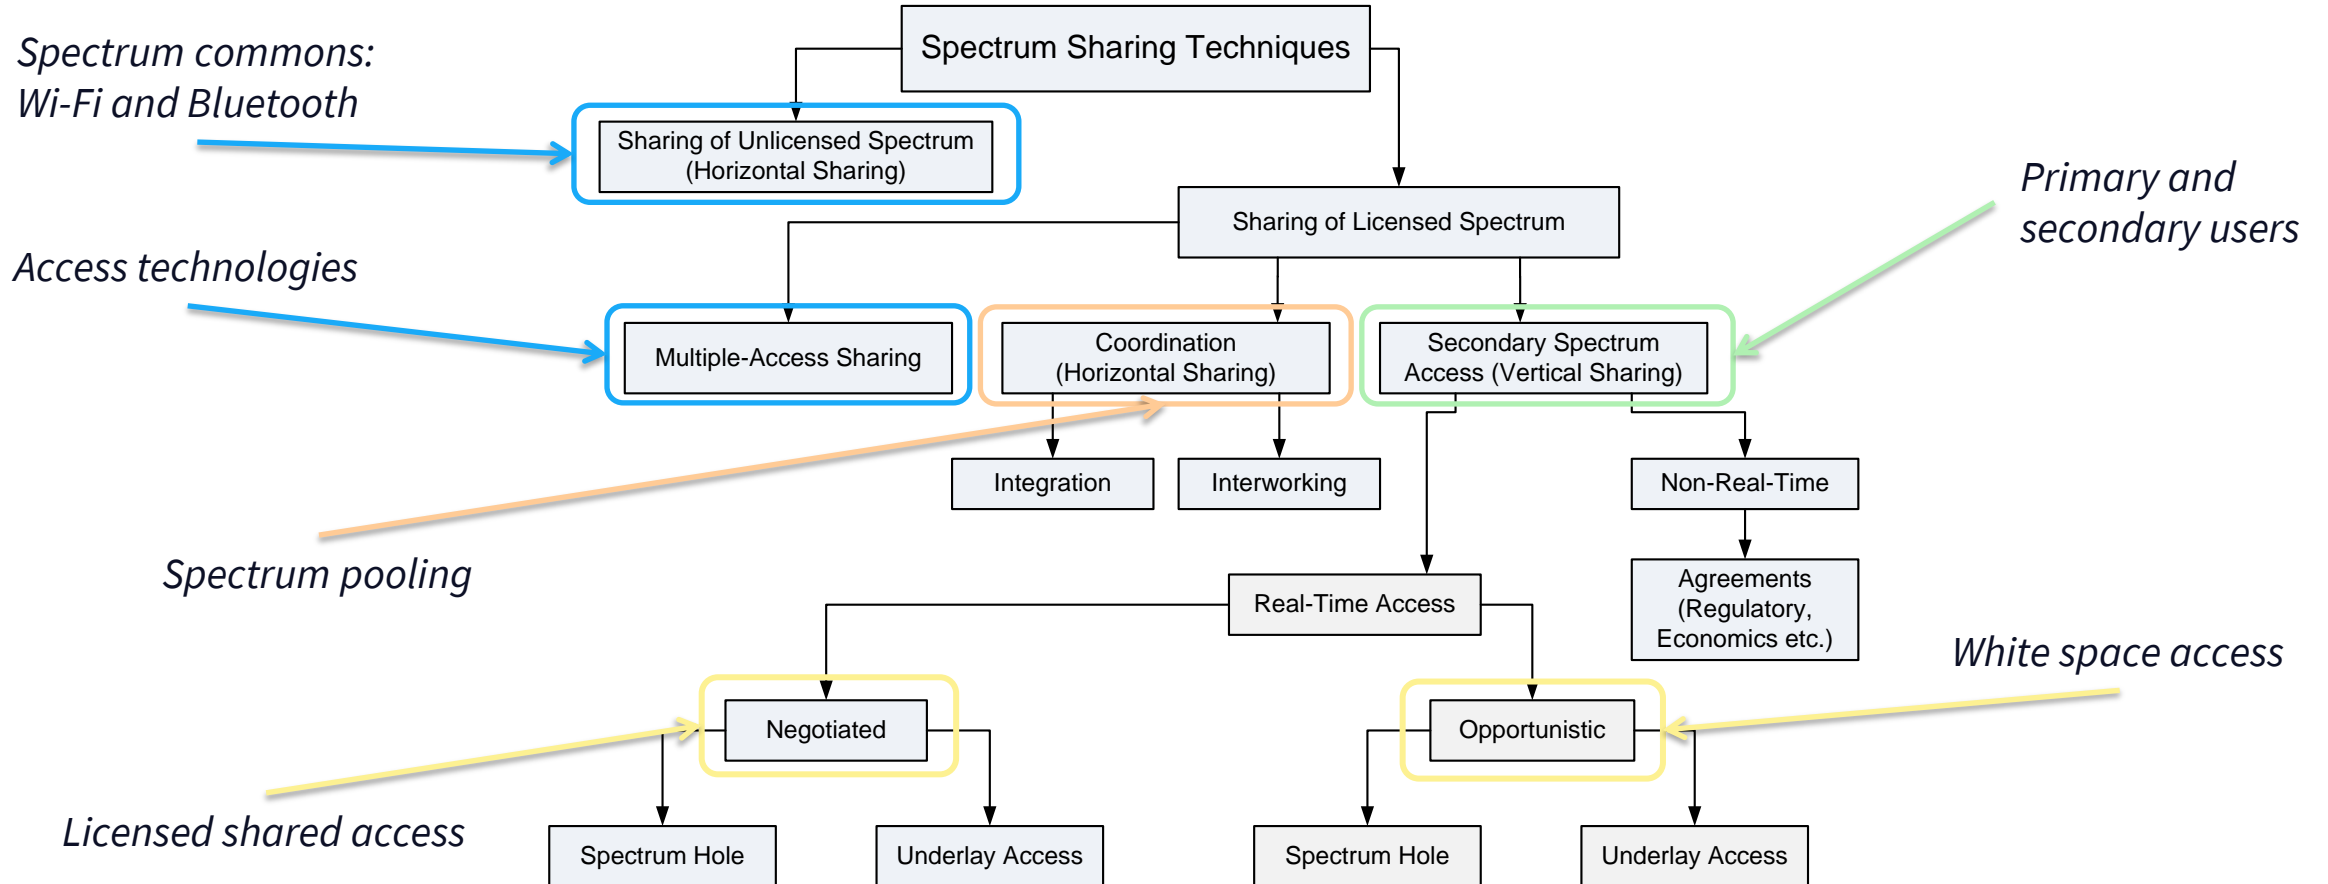 Spectrum Sharing Techniques
Spectrum commons:
Wi-Fi and Bluetooth
Sharing of Unlicensed Spectrum
(Horizontal Sharing)
Primary and
secondary users
Sharing of Licensed Spectrum
Access technologies
Multiple-Access Sharing
Coordination
(Horizontal Sharing)
Secondary Spectrum
Access (Vertical Sharing)
Integration
Interworking
Non-Real-Time
Spectrum pooling
Real-Time Access
Agreements
(Regulatory,
Economics etc.)
White space access
Negotiated
Opportunistic
Licensed shared access
Spectrum Hole
Underlay Access
Spectrum Hole
Underlay Access